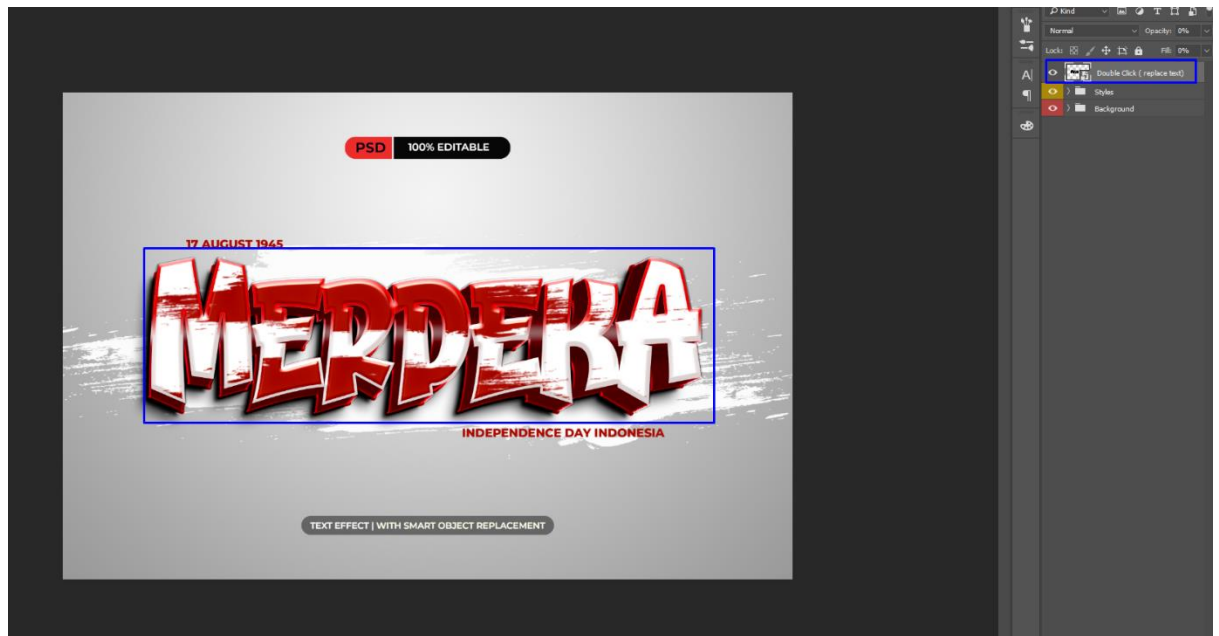 Kind
Normal
Opacity: 0%
Lock:
Fill: 0%
Double Click ( replace text)
Styles
Background
PSD 100% EDITABLE
17 AUGUST 1945
MERDEKA
INDEPENDENCE DAY INDONESIA
TEXT EFFECT | WITH SMART OBJECT REPLACEMENT